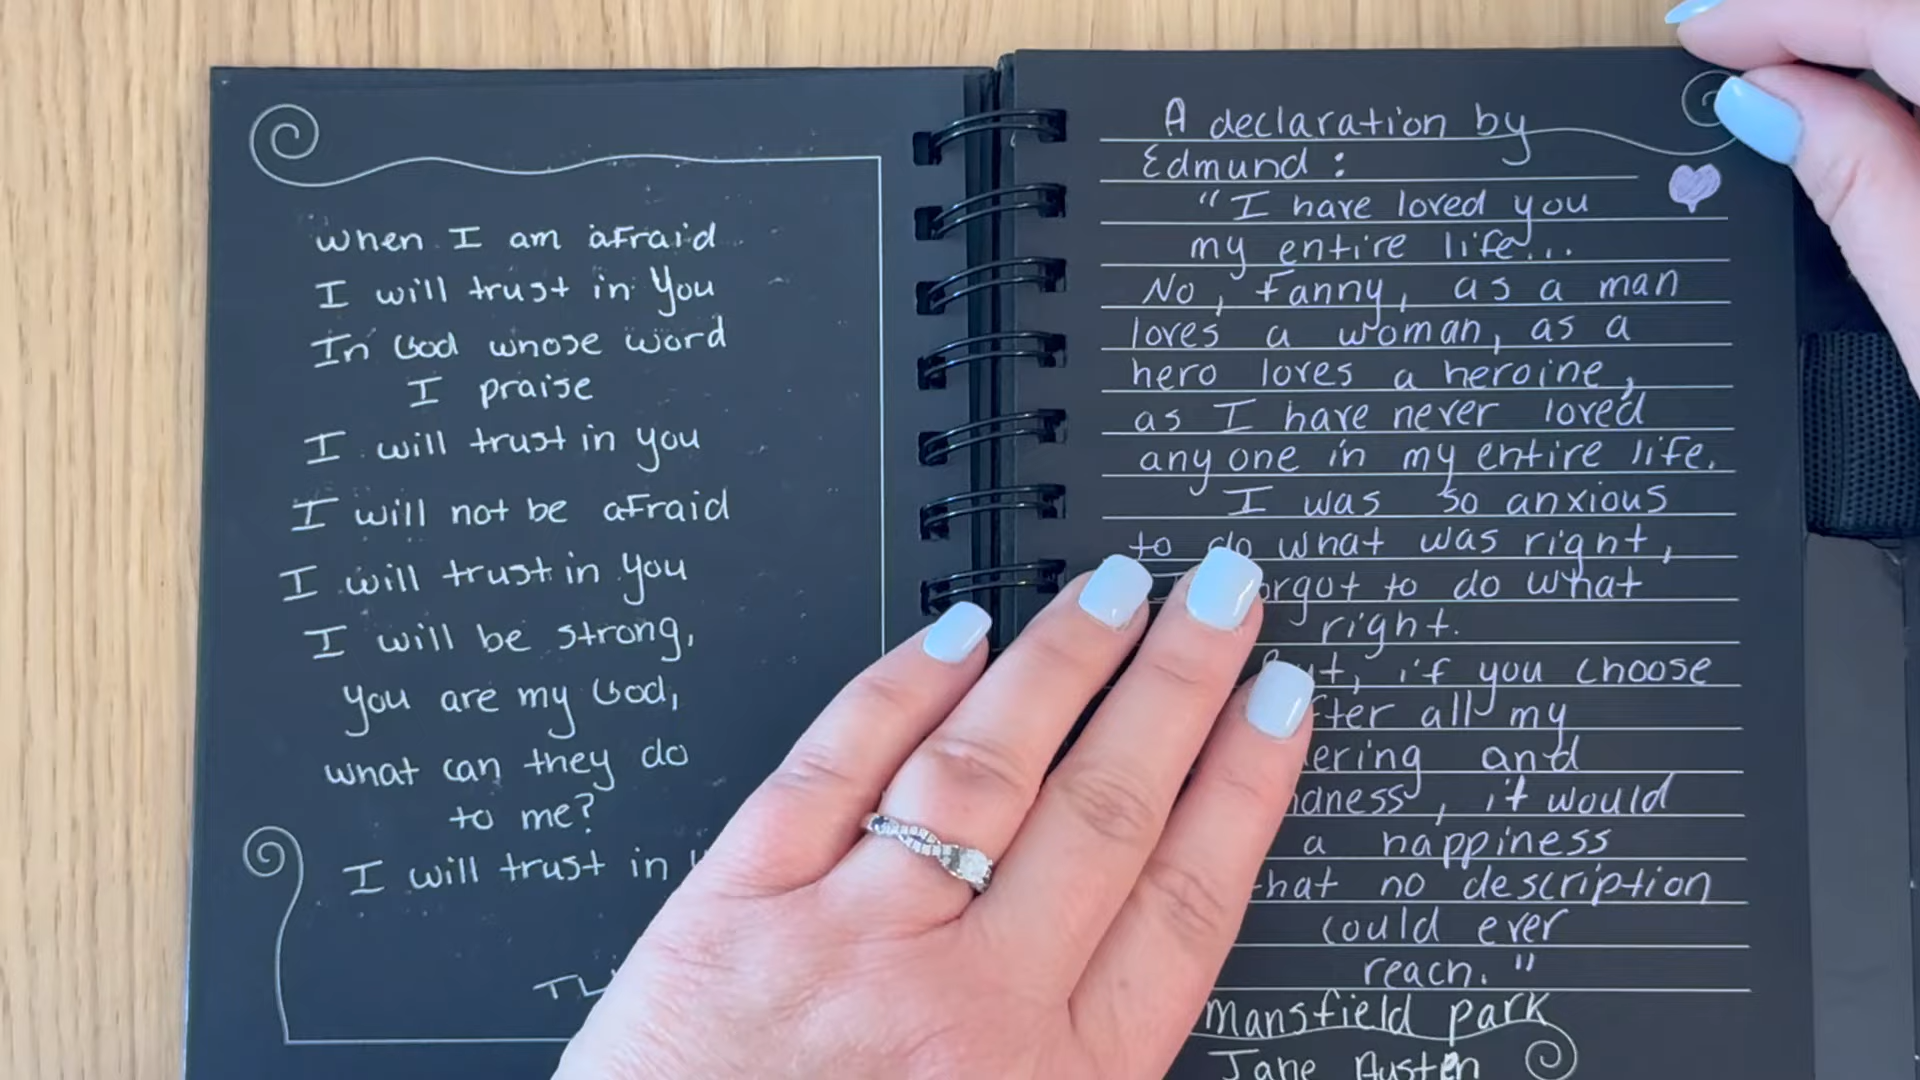 when I am afraid
I will trust in You
In God whose word
I praise
I will trust in you
I will not be afraid
I will trust in you
I will be strong,
you are my God,
what can they do
to me?
I will trust in
A declaration by
Edmund:
"I have loved you
my entire life...
No, Fanny, as a man
loves a woman, as a
hero loves a heroine,
as I have never loved
anyone in my entire life.
I was so anxious
to do what was right,
to do what
right.
if you choose
all my
and
it would
a happiness
that no description
could ever
reach."
Mansfield park
Jane Austen